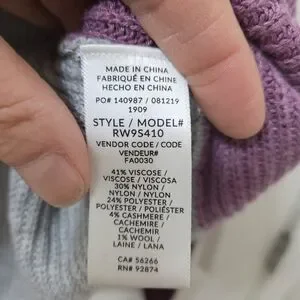 MADE IN CHINA
FABRIQUÉ EN CHINE
HECHO EN CHINA
PO# 140987 / 081219
1909
STYLE / MODEL#
RW9S410
VENDOR CODE / CODE
VENDEUR#
FA0030
41% VISCOSE /
VISCOSE / VISCOSA
30% NYLON /
NYLON / NYLON
24% POLYESTER /
POLYESTER / POLIÉSTER
4% CASHMERE /
CACHEMIRE /
CACHEMIR
1% WOOL /
LAINE / LANA
CA# 56266
RN# 92874